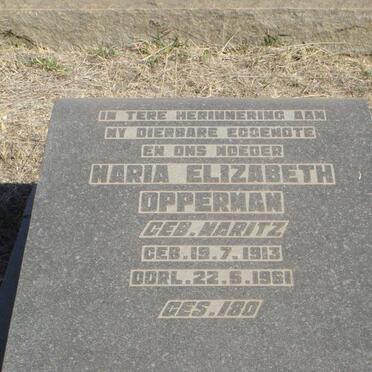 IN TERE HERINNERING AAN
MY DIERBARE EGGENOTE
EN ONS MOEDER
MARIA ELIZABETH
OPPERMAN
GEB. MARITZ
GEB. 19.7.1913
OORL. 22.6.1961
GES. 180